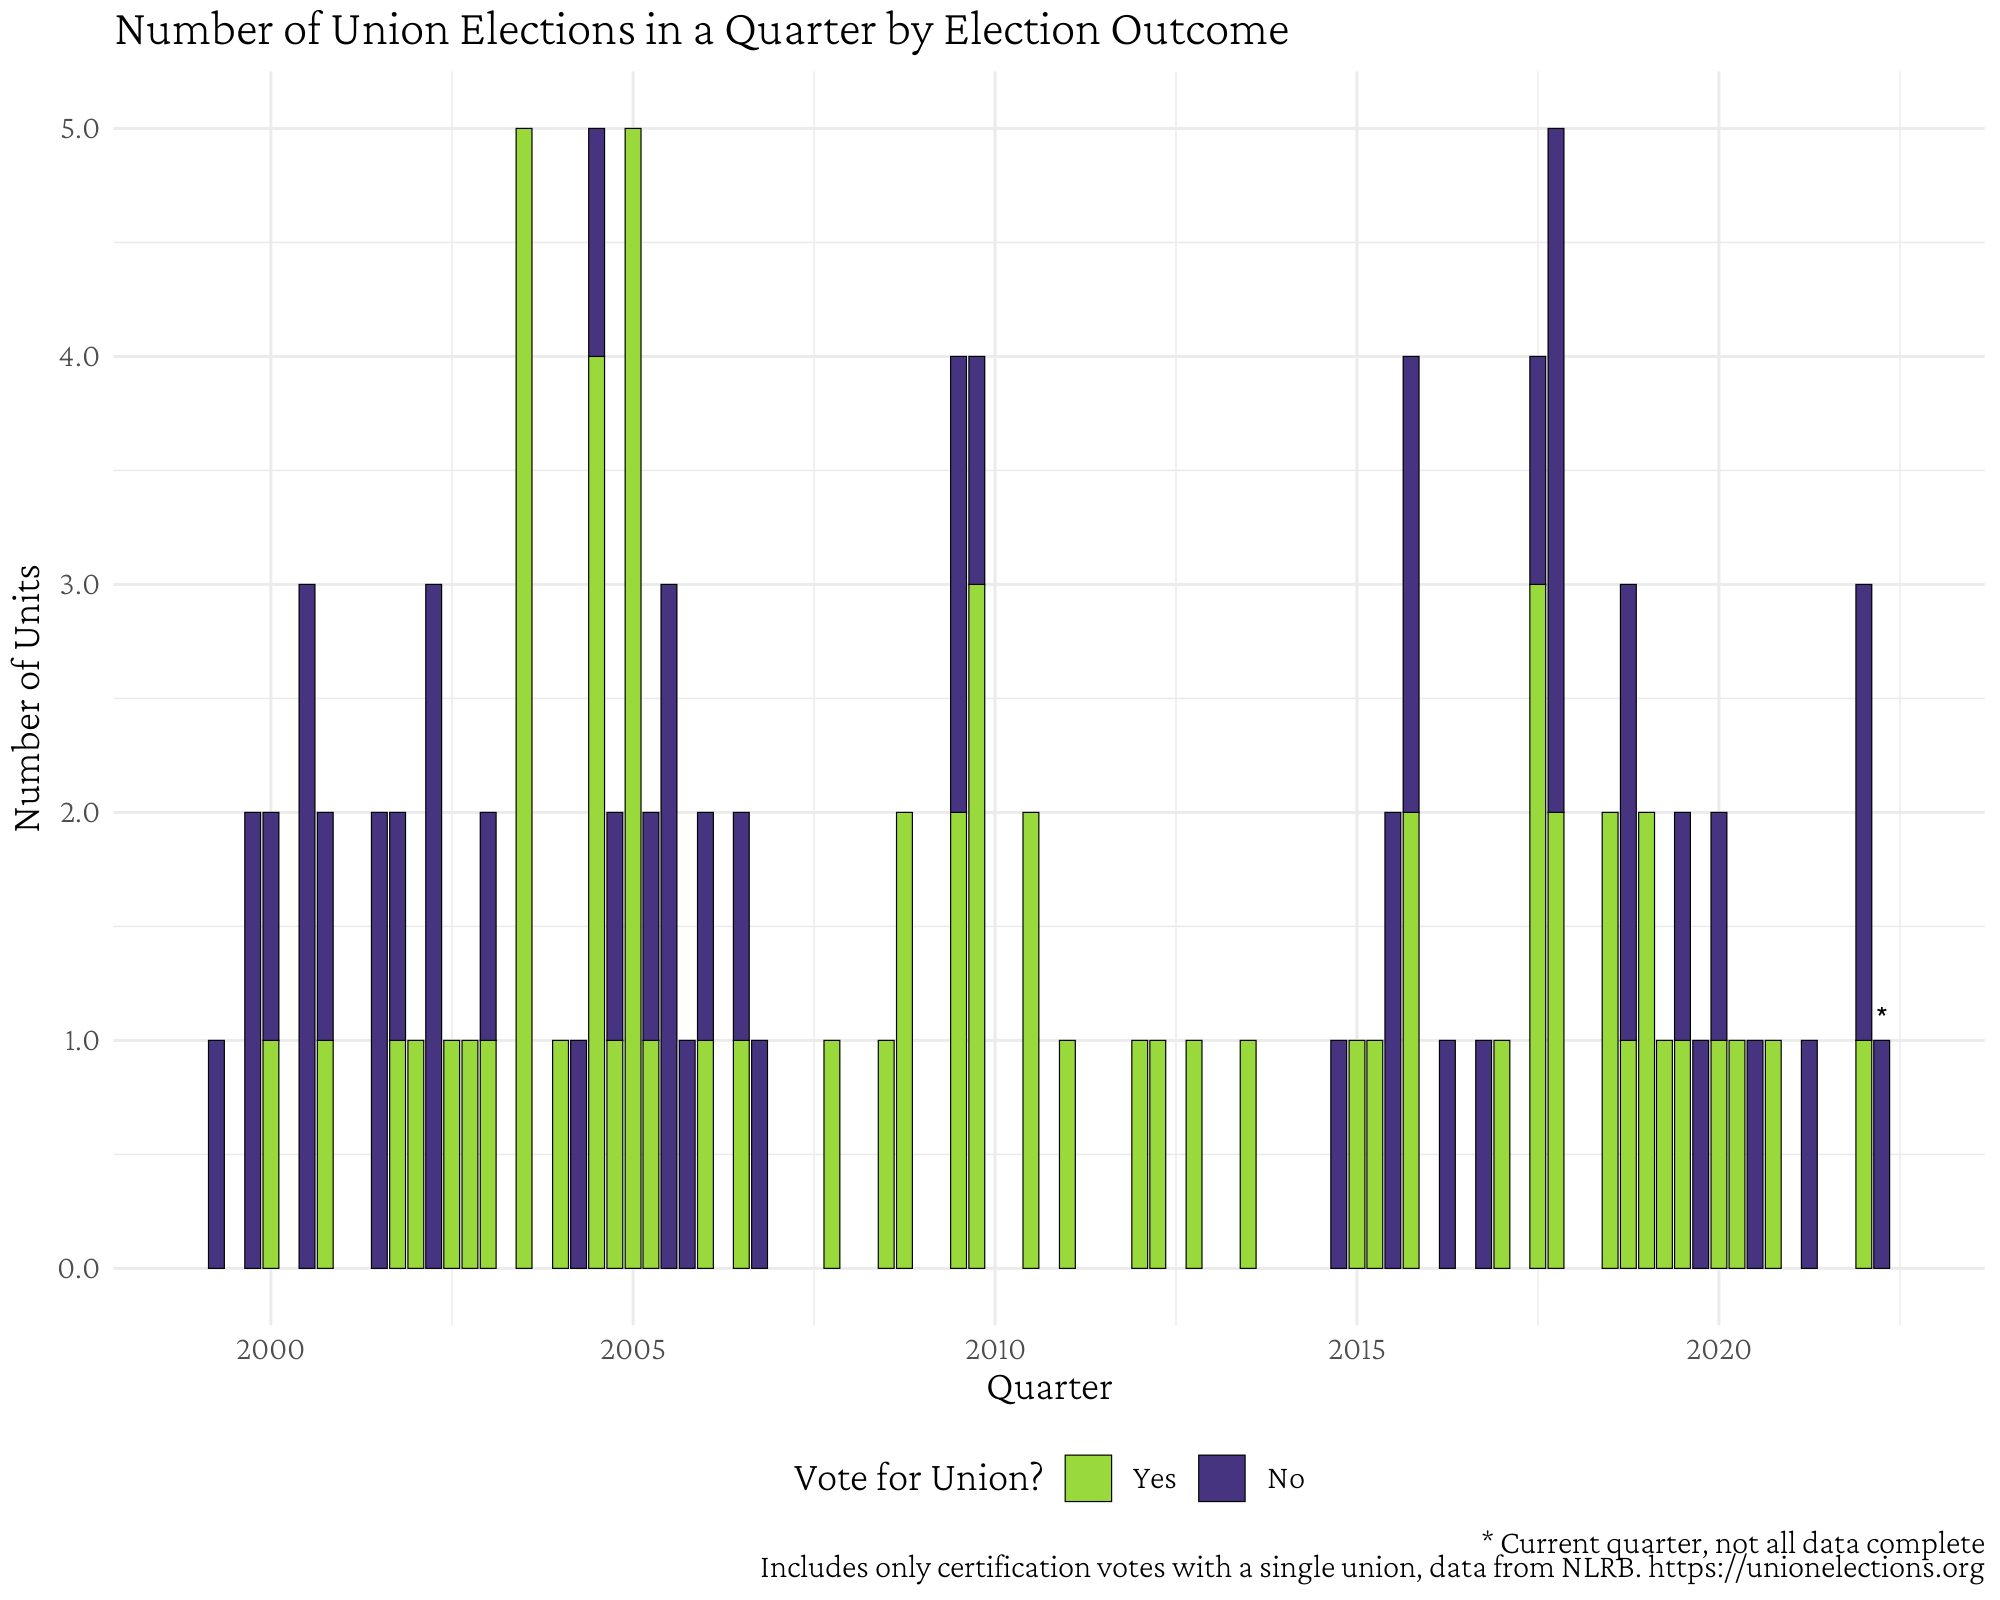 Number of Union Elections in a Quarter by Election Outcome
5.0
4.0
3.0
2.0
1.0
0.0
Number of Units
*
2000 2005 2010 2015 2020
Quarter
Vote for Union? Yes No
* Current quarter, not all data complete
Includes only certification votes with a single union, data from NLRB. https://unionelections.org